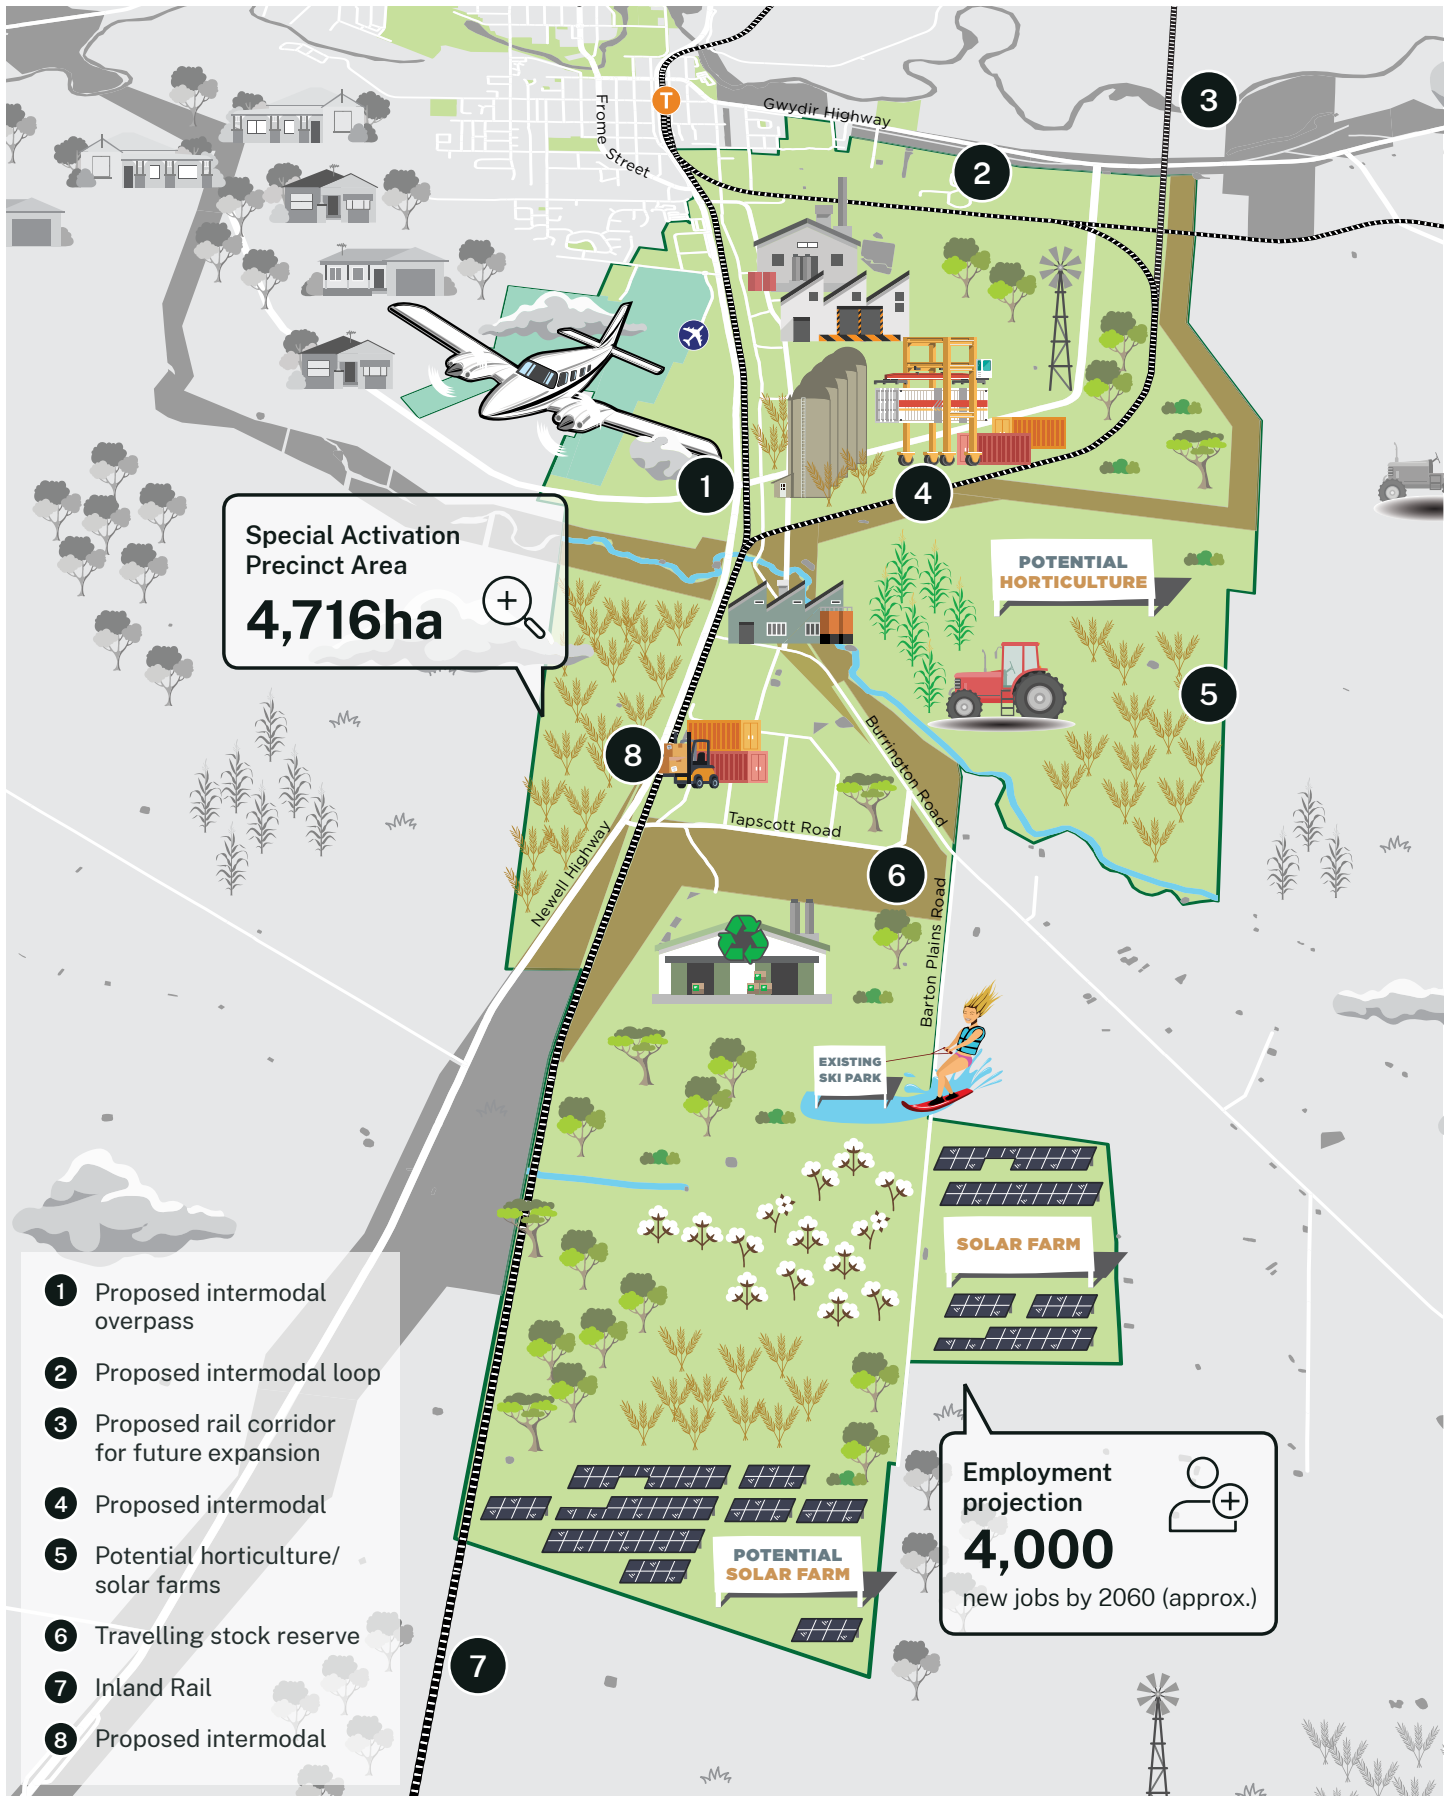 3
T
Gwydir Highway
Frome Street
2
1
4
Special Activation
Precinct Area
4,716ha
POTENTIAL
HORTICULTURE
5
8
Burrington Road
Tapscott Road
Newell Highway
6
Barton Plains Road
EXISTING
SKI PARK
SOLAR FARM
1 Proposed intermodal
overpass
2 Proposed intermodal loop
3 Proposed rail corridor
for future expansion
4 Proposed intermodal
5 Potential horticulture/
solar farms
6 Travelling stock reserve
7 Inland Rail
8 Proposed intermodal
Employment
projection
4,000
new jobs by 2060 (approx.)
POTENTIAL
SOLAR FARM
7